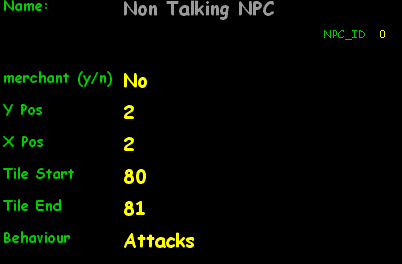 Name: Non Talking NPC
NPC_ID 0
merchant (y/n) No
Y Pos 2
X Pos 2
Tile Start 80
Tile End 81
Behaviour Attacks